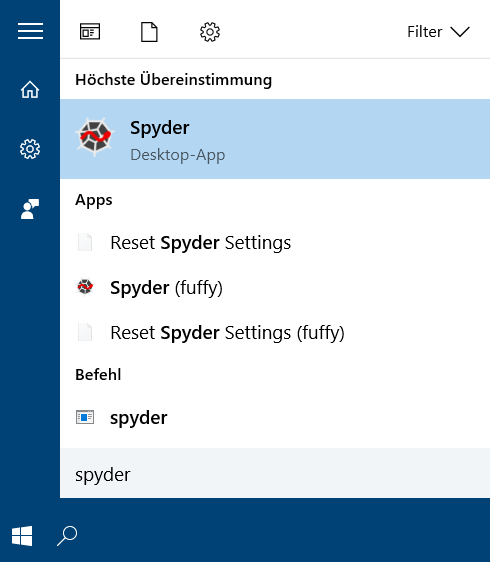 Filter
Höchste Übereinstimmung
Spyder
Desktop-App
Apps
Reset Spyder Settings
Spyder (fuffy)
Reset Spyder Settings (fuffy)
Befehl
spyder
spyder